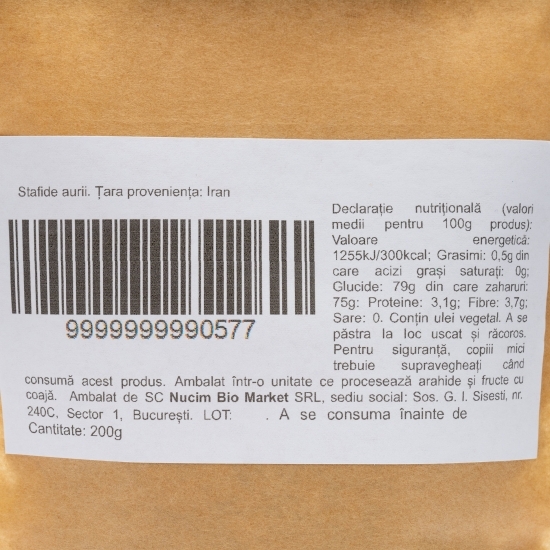 Stafide aurii. Țara proveniența: Iran
9999999990577
Declarație nutrițională (valori
medii pentru 100g produs):
Valoare energetică:
1255kJ/300kcal; Grasimi: 0,5g din
care acizi grași saturați: 0g;
Glucide: 79g din care zaharuri:
75g: Proteine: 3,1g; Fibre: 3,7g;
Sare: 0. Conțin ulei vegetal. A se
păstra la loc uscat și răcoros.
Pentru siguranță, copiii mici
trebuie supravegheați când
consumă acest produs. Ambalat într-o unitate ce procesează arahide și fructe cu
coajă. Ambalat de SC Nucim Bio Market SRL, sediu social: Sos. G. I. Sisesti, nr.
240C, Sector 1, București. LOT: . A se consuma înainte de
Cantitate: 200g